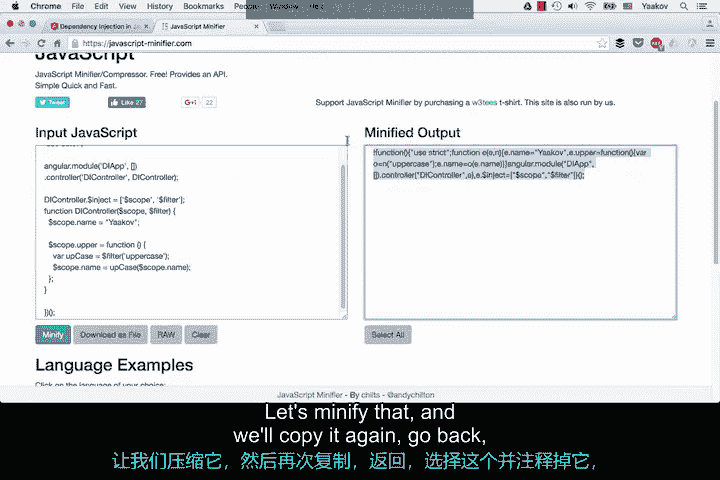 Chrome File Edit View History Bookmarks People Window Help
Yaakov
Dependency Injection in Ja
JavaScript Minifier
Yaakov
https://javascript-minifier.com
JavaScript
JavaScript Minifier/Compressor. Free! Provides an API.
Simple Quick and Fast.
Tweet
Like 27
G+1 22
Support JavaScript Minifier by purchasing a w3tees t-shirt. This site is also run by us.
Input JavaScript
Minified Output
angular.module('DIApp', [])
.controller('DIController', DIController);
DIController.$inject = ['$scope', '$filter'];
function DIController($scope, $filter) {
$scope.name = "Yaakov";
$scope.upper = function () {
var upCase = $filter('uppercase');
$scope.name = upCase($scope.name);
};
}
})();
!function(){"use strict";function e(e,n){e.name="Yaakov",e.upper=function(){var
o=n("uppercase");e.name=o(e.name)}}angular.module("DIApp",
[]).controller("DIController",e),e.$inject=["$scope","$filter"]}();
Minify
Download as File
RAW
Clear
Select All
Language Examples
Click on the language of your choice:
JavaScript Minifier - By chilts - @andychilton
Let's minify that, and
we'll copy it again, go back,
让我们压缩它，然后再次复制，返回，选择这个并注释掉它，